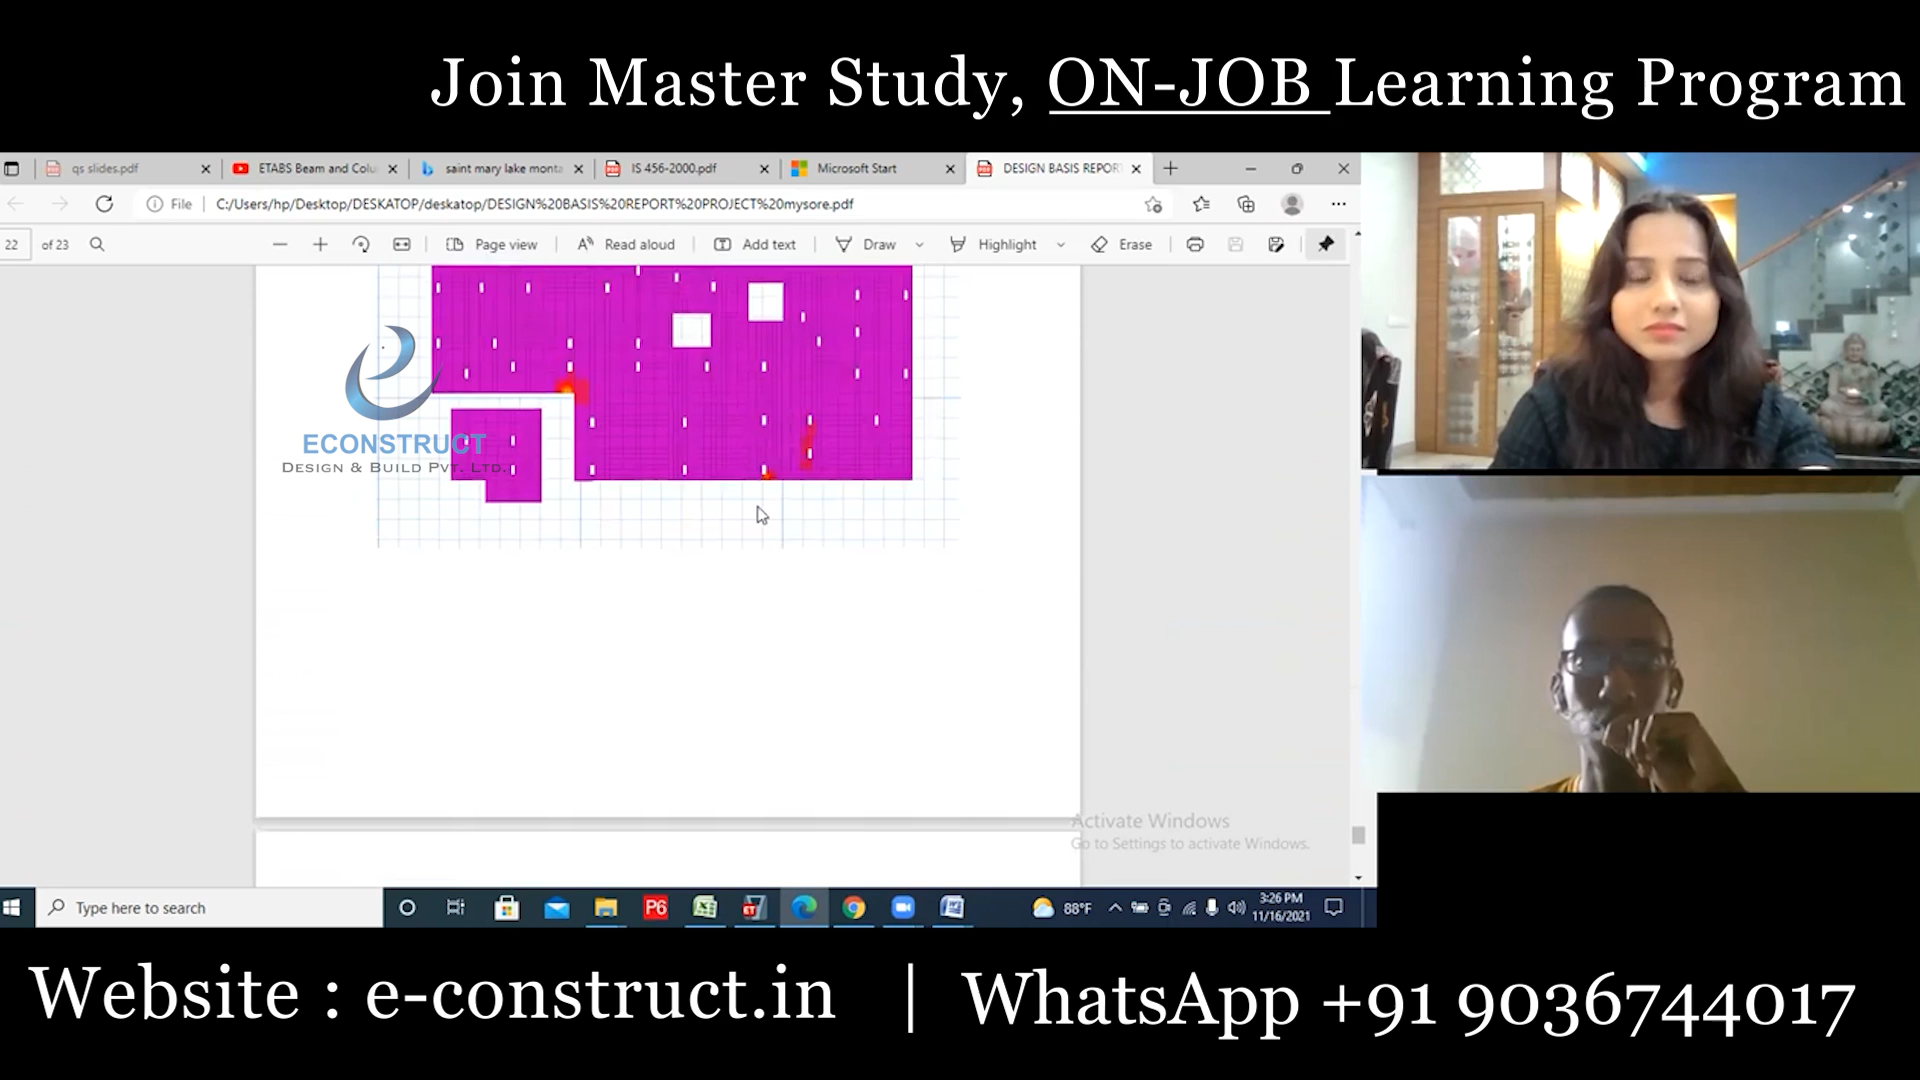 Join Master Study, ON-JOB Learning Program
qs slides.pdf
ETABS Beam and Colu
saint mary lake monta
IS 456-2000.pdf
Microsoft Start
DESIGN BASIS REPORT
File
C:/Users/hp/Desktop/DESKATOP/deskatop/DESIGN%20BASIS%20REPORT%20PROJECT%20mysore.pdf
22 of 23
Page view
Read aloud
Add text
Draw
Highlight
Erase
ECONSTRUCT
DESIGN & BUILD PVT. LTD.
Activate Windows
Go to Settings to activate Windows.
Type here to search
P6
88°F
3:26 PM
11/16/2021
Website : e-construct.in | WhatsApp +91 9036744017